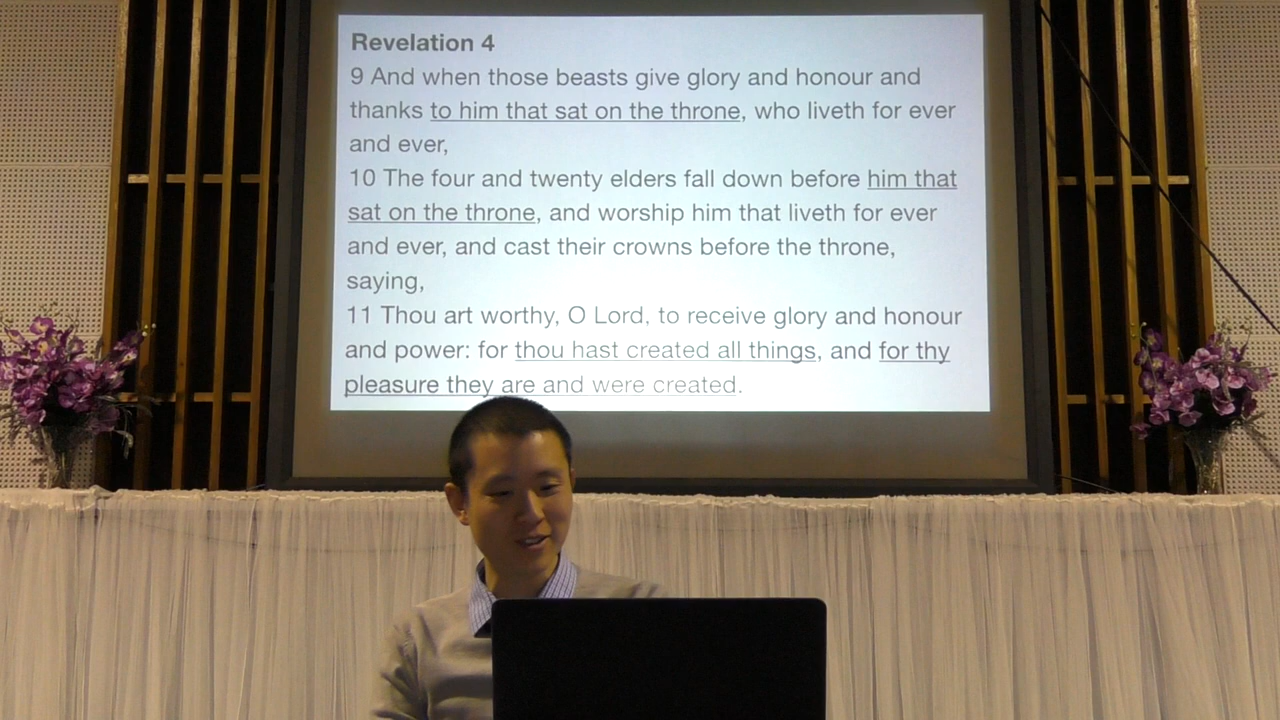 Revelation 4
9 And when those beasts give glory and honour and
thanks to him that sat on the throne, who liveth for ever
and ever,
10 The four and twenty elders fall down before him that
sat on the throne, and worship him that liveth for ever
and ever, and cast their crowns before the throne,
saying,
11 Thou art worthy, O Lord, to receive glory and honour
and power: for thou hast created all things, and for thy
pleasure they are and were created.